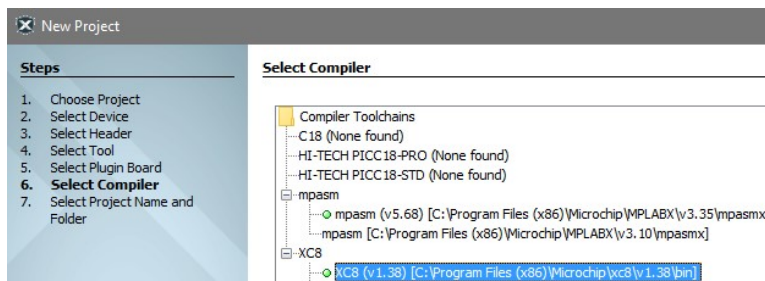 New Project
Steps
1. Choose Project
2. Select Device
3. Select Header
4. Select Tool
5. Select Plugin Board
6. Select Compiler
7. Select Project Name and
Folder
Select Compiler
Compiler Toolchains
C18 (None found)
HI-TECH PICC18-PRO (None found)
HI-TECH PICC18-STD (None found)
mpasm
mpasm (v5.68) [C:\Program Files (x86)\Microchip\MPLABX\v3.35\mpasmx
mpasm [C:\Program Files (x86)\Microchip\MPLABX\v3.10\mpasmx]
XC8
XC8 (v1.38) [C:\Program Files (x86)\Microchip\xc8\v1.38\bin]